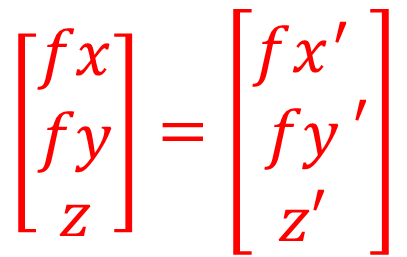 [fx fy z] = [fx′ fy′ z′]